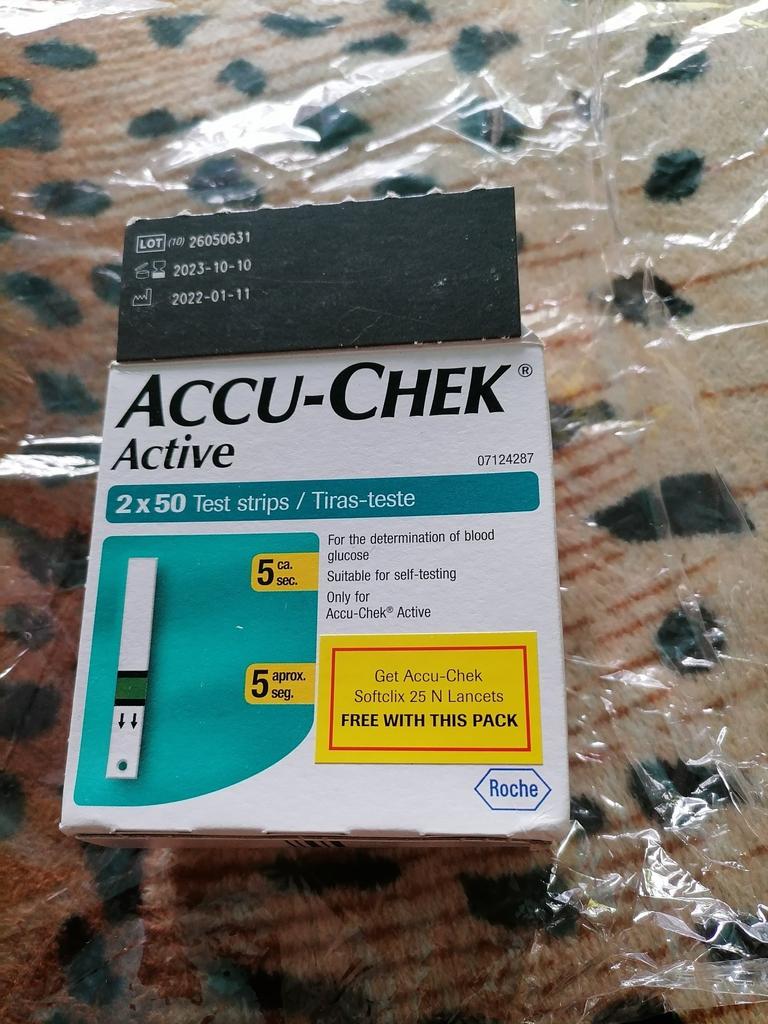 LOT (10) 26050631
2023-10-10
2022-01-11
ACCU-CHEK®
Active
07124287
2 x 50 Test strips / Tiras-teste
For the determination of blood
glucose
Suitable for self-testing
Only for
Accu-Chek® Active
5 ca.
sec.
5 aprox.
seg.
Get Accu-Chek
Softclix 25 N Lancets
FREE WITH THIS PACK
Roche